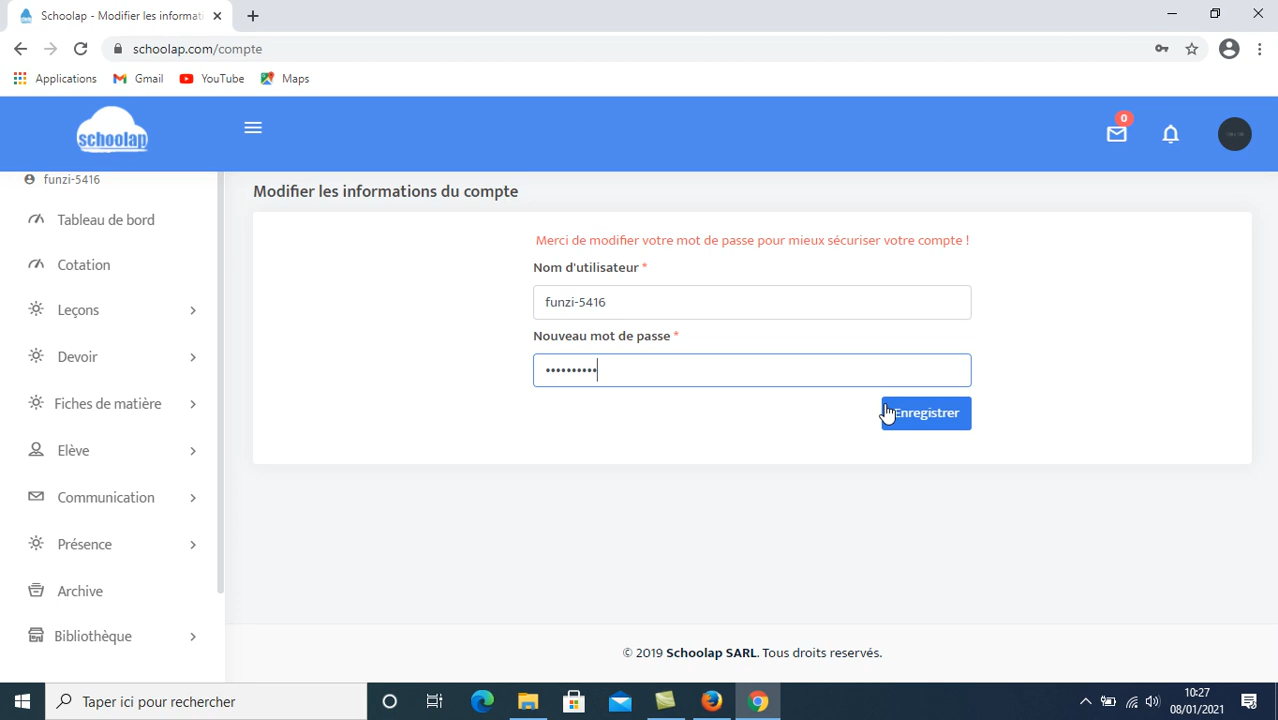 Schoolap - Modifier les informati
schoolap.com/compte
Applications Gmail YouTube Maps
schoolap
0
funzi-5416
Tableau de bord
Cotation
Leçons
Devoir
Fiches de matière
Elève
Communication
Présence
Archive
Bibliothèque
Modifier les informations du compte
Merci de modifier votre mot de passe pour mieux sécuriser votre compte !
Nom d'utilisateur *
funzi-5416
Nouveau mot de passe *
••••••••••
Enregistrer
© 2019 Schoolap SARL. Tous droits reservés.
Taper ici pour rechercher
10:27
08/01/2021